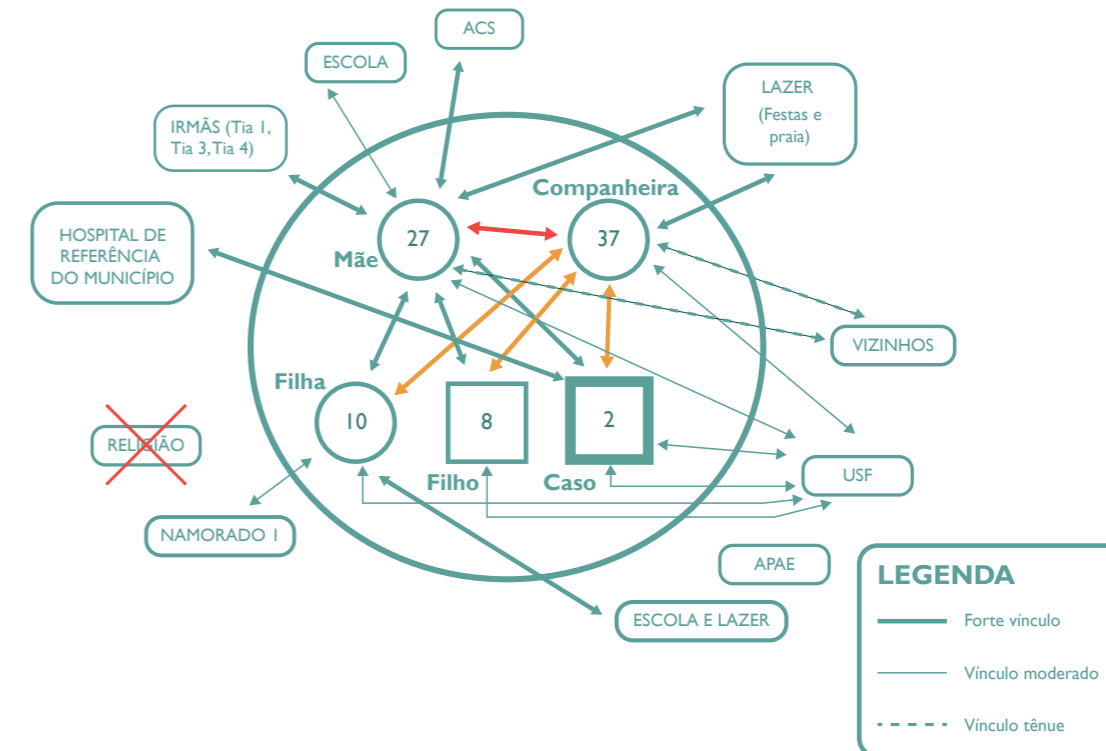 ACS
ESCOLA
LAZER
(Festas e
praia)
IRMÃS (Tia 1,
Tia 3, Tia 4)
Companheira
HOSPITAL DE
REFERÊNCIA
DO MUNICÍPIO
27
37
Mãe
VIZINHOS
Filha
10
8
2
RELIGIÃO
Filho
Caso
USF
NAMORADO 1
APAE
ESCOLA E LAZER
LEGENDA
Forte vínculo
Vínculo moderado
Vínculo tênue